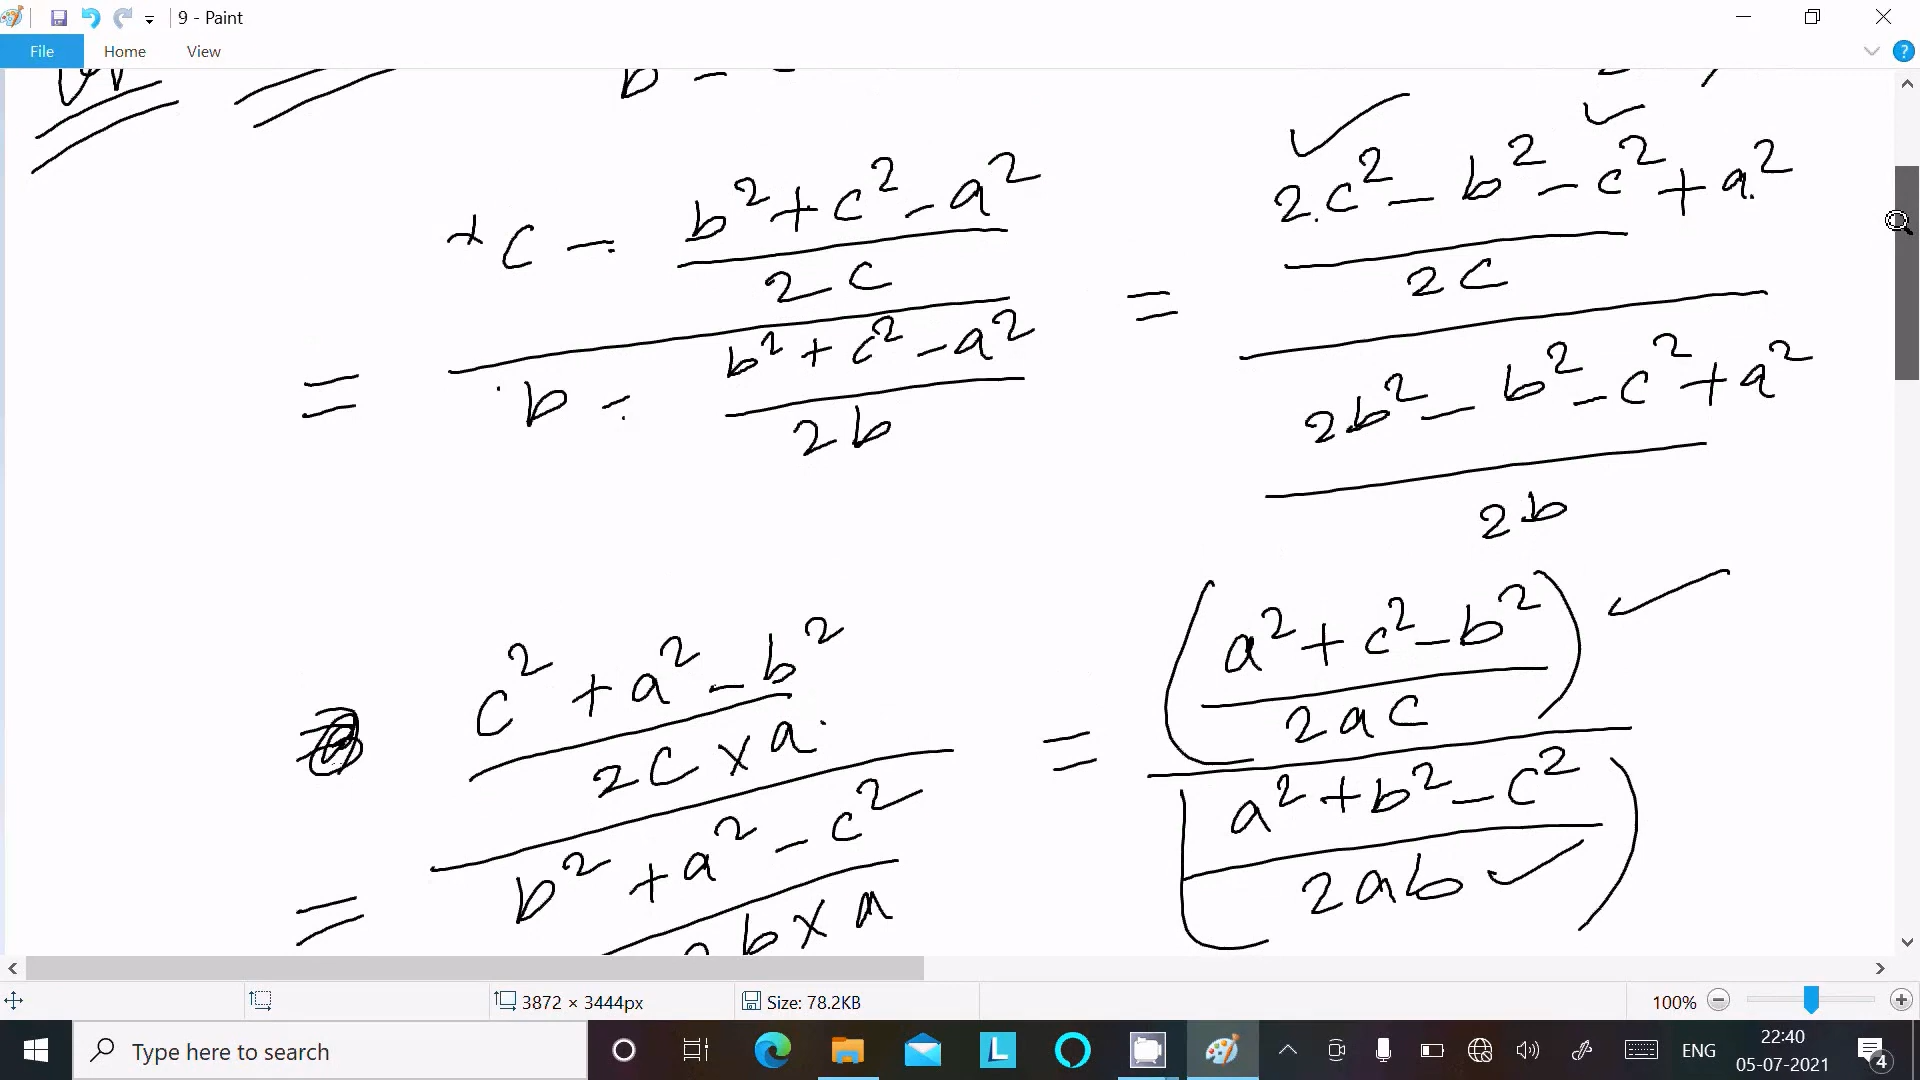 9 - Paint
File Home View
b -
+c - (b² + c² - a²)/(2c) = (2c² - b² - c² + a²)/(2c)
= b - (b² + c² - a²)/(2b) (2b² - b² - c² + a²)/(2b)
(c² + a² - b²)/(2c × a) = ((a² + c² - b²)/(2ac))
= (b² + a² - c²)/(2b × a) ((a² + b² - c²)/(2ab))
3872 × 3444px Size: 78.2KB 100%
Type here to search
ENG 22:40
05-07-2021
4